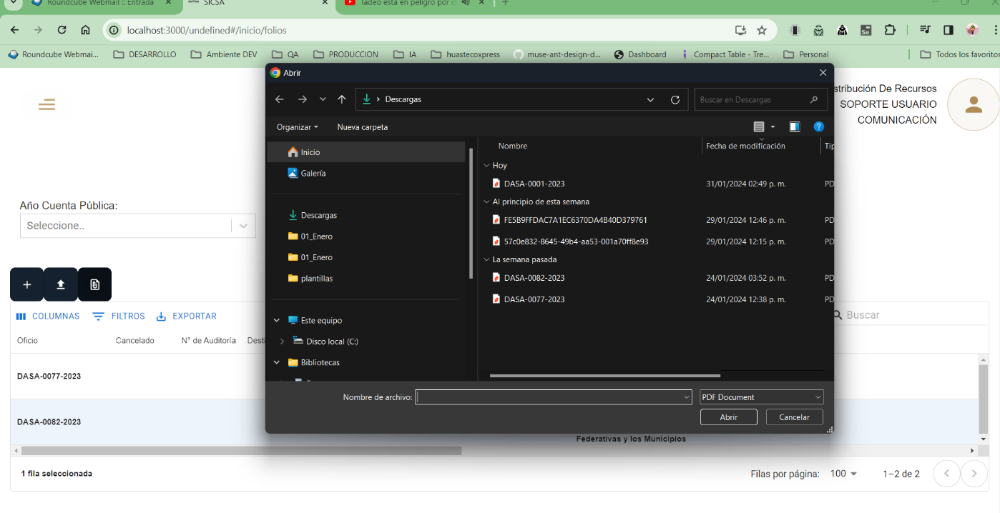 Roundcube Webmail :: Entrada
SICSA
Tadeo está en peligro por c
localhost:3000/undefined#/inicio/folios
Roundcube Webmai...
DESARROLLO
Ambiente DEV
QA
PRODUCCION
IA
huastecoxpress
muse-ant-design-d...
Dashboard
Compact Table - Tre...
Personal
Todos los favoritos
stribución De Recursos
SOPORTE USUARIO
COMUNICACIÓN
Abrir
Descargas
Buscar en Descargas
Organizar
Nueva carpeta
Inicio
Galería
Descargas
01_Enero
01_Enero
plantillas
Este equipo
Disco local (C:)
Bibliotecas
Nombre
Fecha de modificación
Tip
Hoy
DASA-0001-2023 31/01/2024 02:49 p. m. PD
Al principio de esta semana
FE5B9FFDAC7A1EC6370DA4B40D379761 29/01/2024 12:46 p. m. PD
57c0e832-8645-49b4-aa53-001a70ff8e93 29/01/2024 12:15 p. m. PD
La semana pasada
DASA-0082-2023 24/01/2024 03:52 p. m. PD
DASA-0077-2023 24/01/2024 12:38 p. m. PD
Nombre de archivo:
PDF Document
Abrir
Cancelar
Año Cuenta Pública:
Seleccione..
COLUMNAS
FILTROS
EXPORTAR
Buscar
Oficio
Cancelado
N° de Auditoría
Desti
DASA-0077-2023
DASA-0082-2023
Federativas y los Municipios
1 fila seleccionada
Filas por página: 100
1–2 de 2